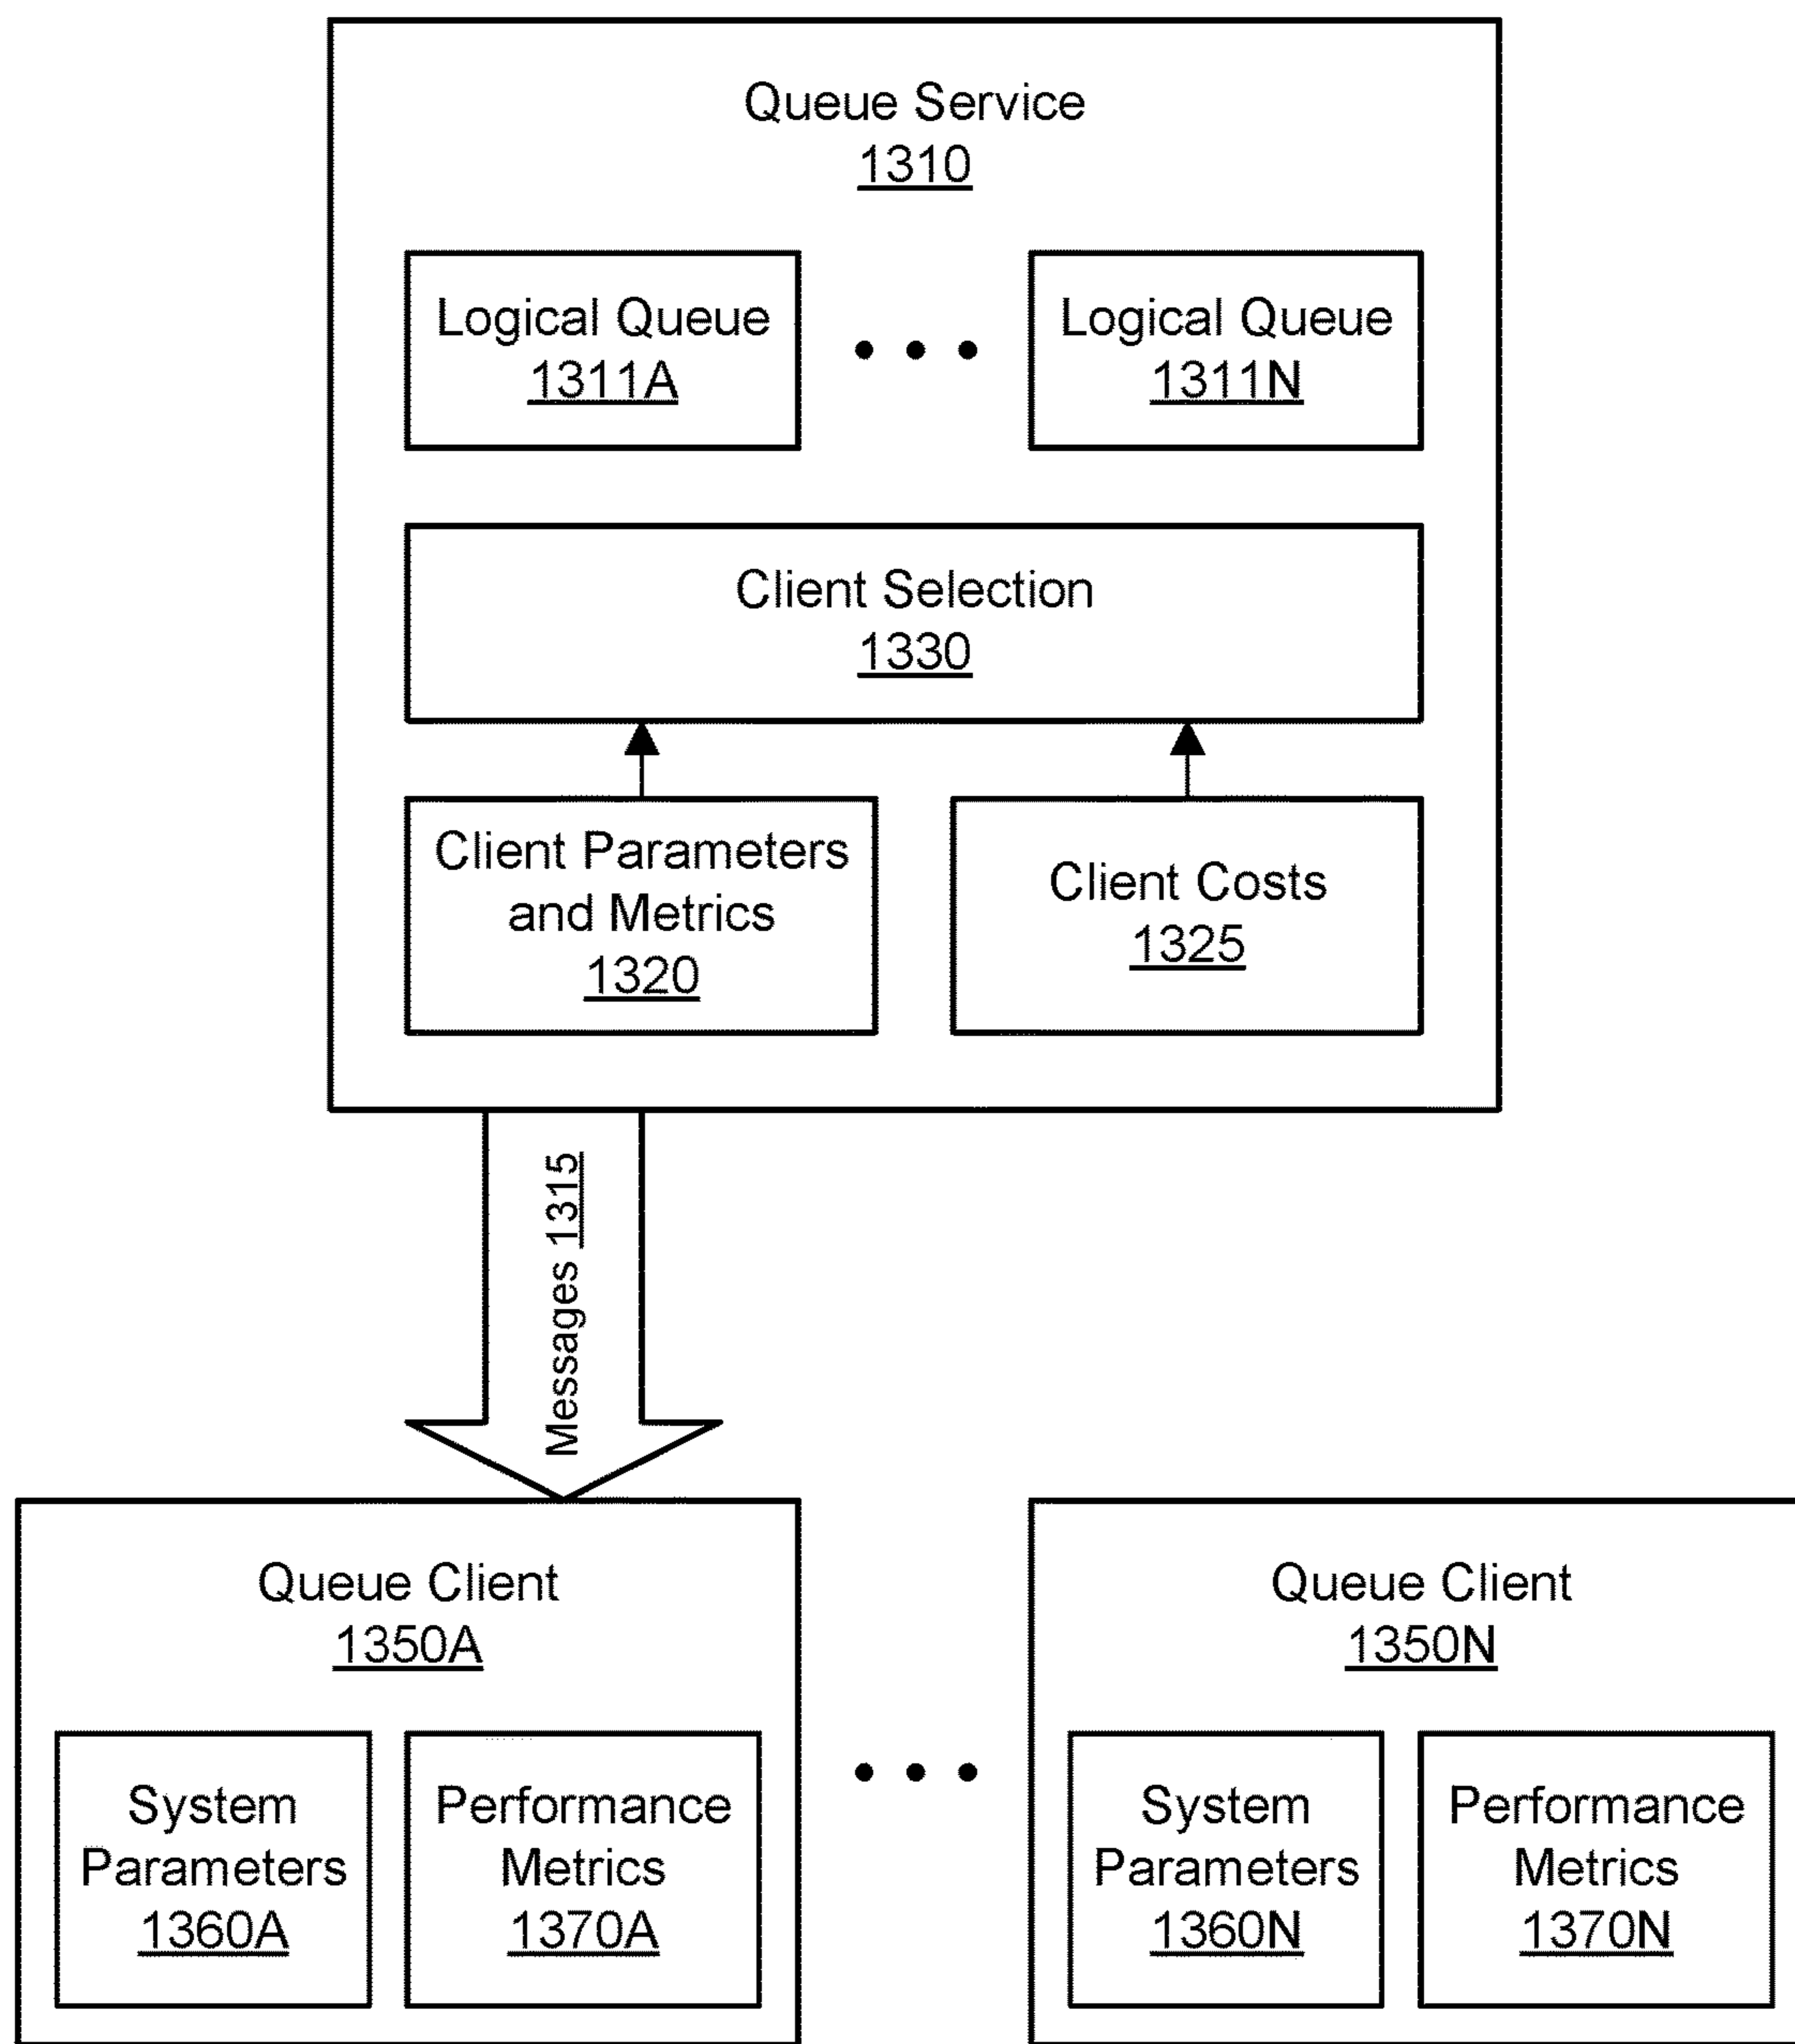 Queue Service
1310
Logical Queue
1311A
Logical Queue
1311N
Client Selection
1330
Client Parameters
and Metrics
1320
Client Costs
1325
Messages 1315
Queue Client
1350A
System
Parameters
1360A
Performance
Metrics
1370A
Queue Client
1350N
System
Parameters
1360N
Performance
Metrics
1370N